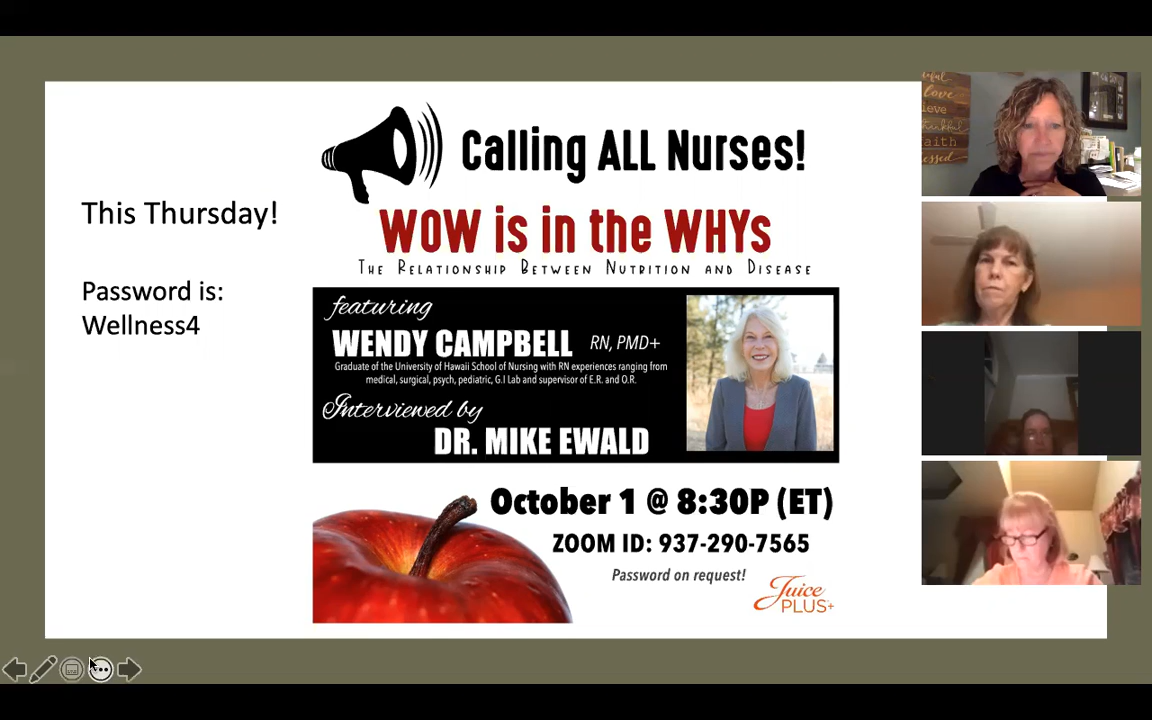 This Thursday!
Password is:
Wellness4
Calling ALL Nurses!
WOW is in the WHYs
The Relationship Between Nutrition and Disease
featuring
WENDY CAMPBELL RN, PMD+
Graduate of the University of Hawaii School of Nursing with RN experiences ranging from
medical, surgical, psych, pediatric, G.I Lab and supervisor of E.R. and O.R.
Interviewed by
DR. MIKE EWALD
October 1 @ 8:30P (ET)
ZOOM ID: 937-290-7565
Password on request!
Juice
PLUS+
love
faith